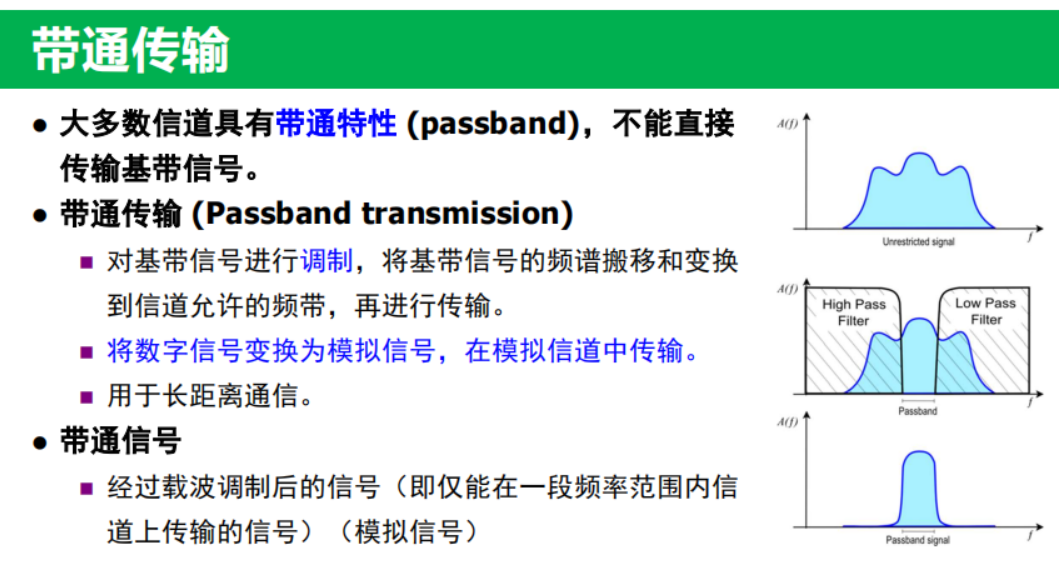 带通传输
● 大多数信道具有带通特性 (passband)，不能直接
传输基带信号。
● 带通传输 (Passband transmission)
■ 对基带信号进行调制，将基带信号的频谱搬移和变换
到信道允许的频带，再进行传输。
■ 将数字信号变换为模拟信号，在模拟信道中传输。
■ 用于长距离通信。
● 带通信号
■ 经过载波调制后的信号（即仅能在一段频率范围内信
道上传输的信号）（模拟信号）
A(f)
f
Unrestricted signal
A(f)
High Pass
Filter
Low Pass
Filter
Passband
f
A(f)
Passband signal
f